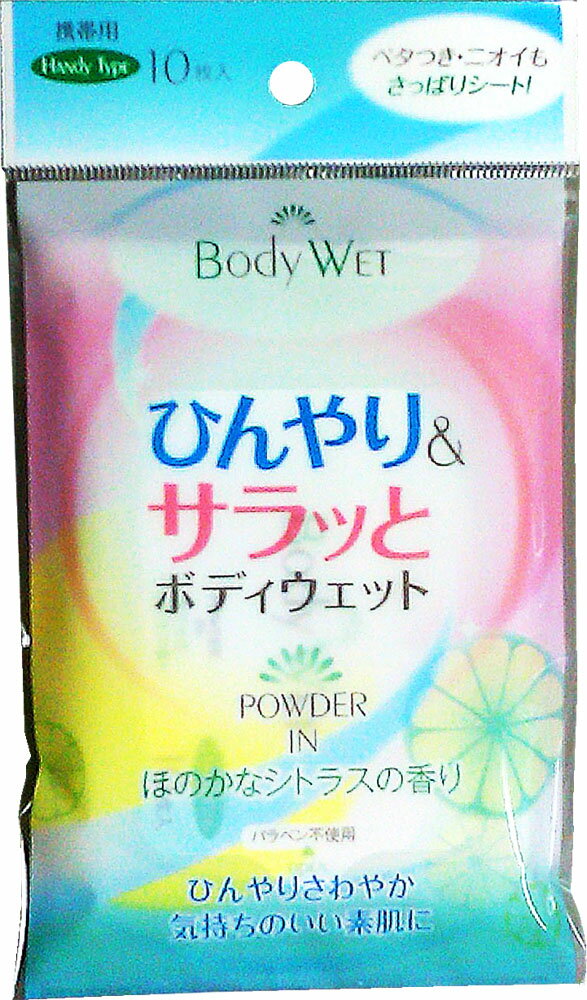 携帯用
Handy Type
10枚入
ベタつき・ニオイも
さっぱりシート!
Body Wet
ひんやり&
サラッと
ボディウェット
POWDER
IN
ほのかなシトラスの香り
パラベン不使用
ひんやりさわやか
気持ちのいい素肌に